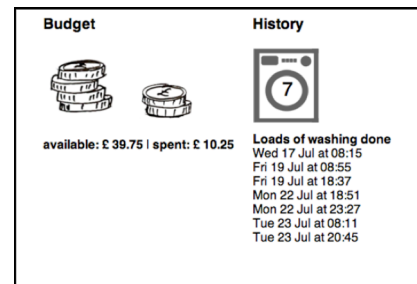 Budget
available: £ 39.75 | spent: £ 10.25
History
7
Loads of washing done
Wed 17 Jul at 08:15
Fri 19 Jul at 08:55
Fri 19 Jul at 18:37
Mon 22 Jul at 18:51
Mon 22 Jul at 23:27
Tue 23 Jul at 08:11
Tue 23 Jul at 20:45